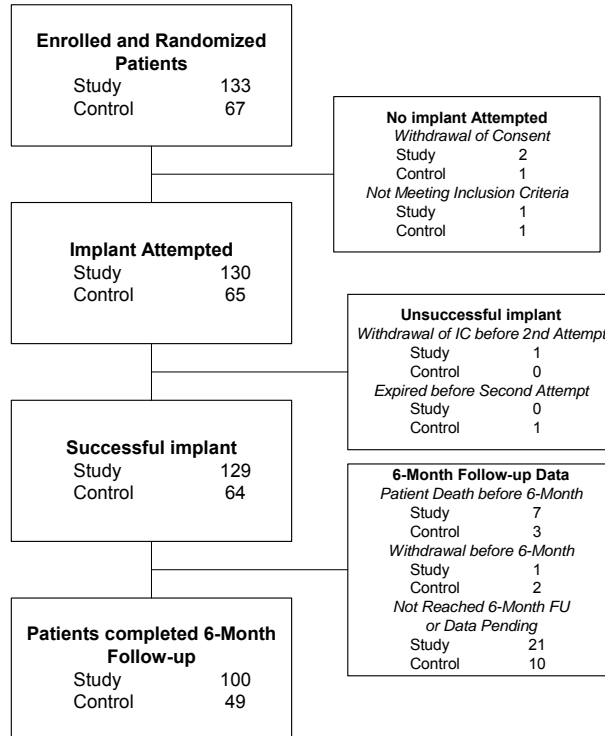 Enrolled and Randomized
Patients
Study 133
Control 67
No implant Attempted
Withdrawal of Consent
Study 2
Control 1
Not Meeting Inclusion Criteria
Study 1
Control 1
Implant Attempted
Study 130
Control 65
Unsuccessful implant
Withdrawal of IC before 2nd Attempt
Study 1
Control 0
Expired before Second Attempt
Study 0
Control 1
Successful implant
Study 129
Control 64
6-Month Follow-up Data
Patient Death before 6-Month
Study 7
Control 3
Withdrawal before 6-Month
Study 1
Control 2
Not Reached 6-Month FU
or Data Pending
Study 21
Control 10
Patients completed 6-Month
Follow-up
Study 100
Control 49